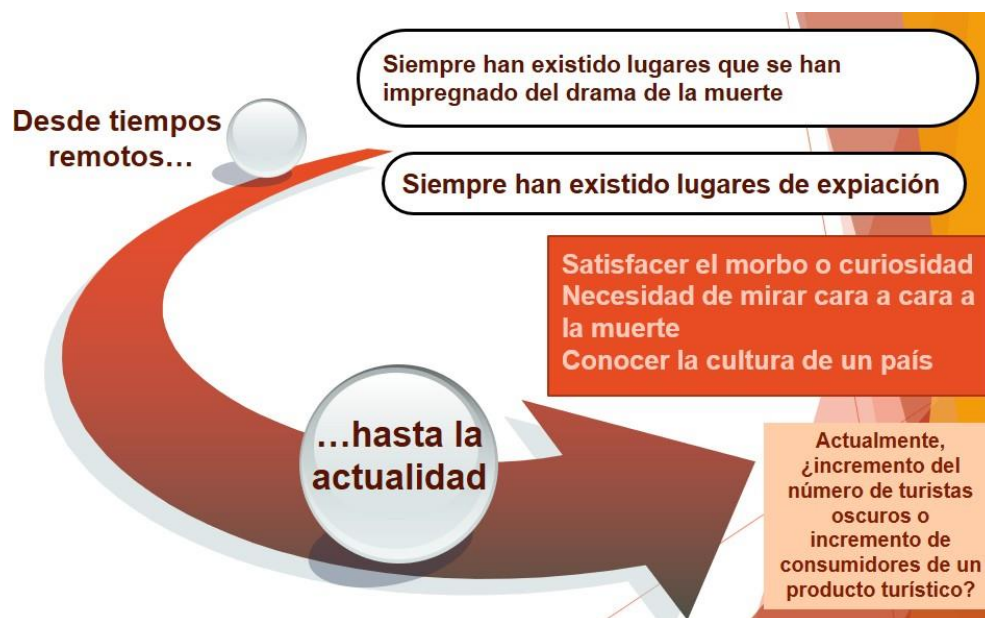 Siempre han existido lugares que se han
impregnado del drama de la muerte
Desde tiempos
remotos…
Siempre han existido lugares de expiación
Satisfacer el morbo o curiosidad
Necesidad de mirar cara a cara a
la muerte
Conocer la cultura de un país
…hasta la
actualidad
Actualmente,
¿incremento del
número de turistas
oscuros o
incremento de
consumidores de un
producto turístico?